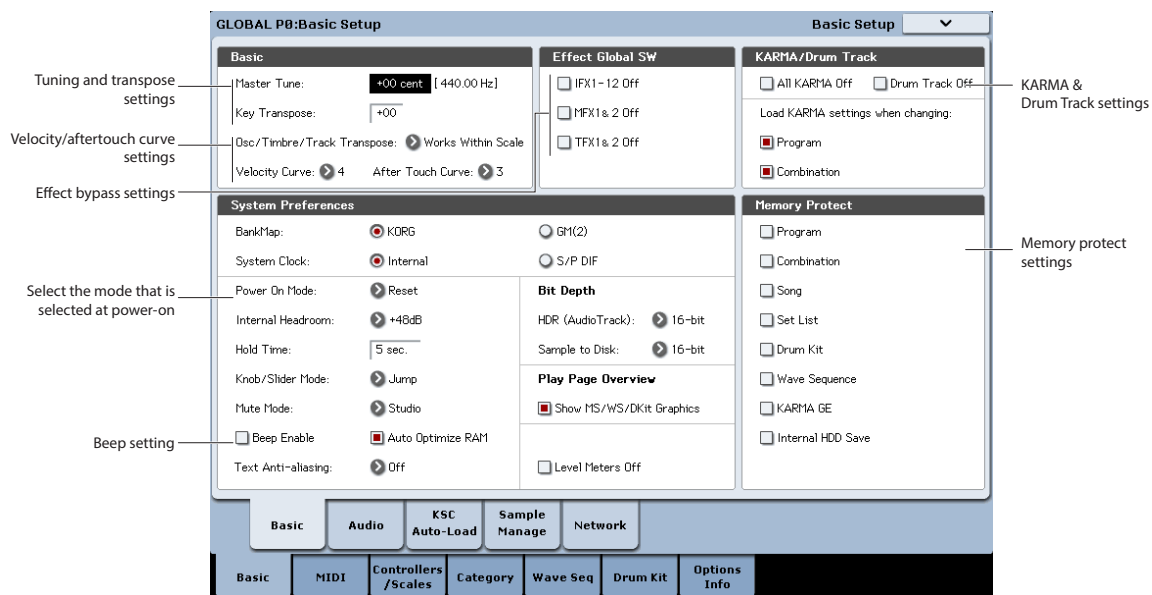 GLOBAL P0:Basic Setup
Basic Setup
Basic
Master Tune: +00 cent [ 440.00 Hz]
Key Transpose: +00
Osc/Timbre/Track Transpose: Works Within Scale
Velocity Curve: 4 After Touch Curve: 3
Effect Global SW
IFX1-12 Off
MFX1& 2 Off
TFX1& 2 Off
KARMA/Drum Track
All KARMA Off Drum Track Off
Load KARMA settings when changing:
Program
Combination
Tuning and transpose
settings
Velocity/aftertouch curve
settings
Effect bypass settings
KARMA &
Drum Track settings
System Preferences
BankMap: KORG GM(2)
System Clock: Internal S/P DIF
Power On Mode: Reset
Internal Headroom: +48dB
Hold Time: 5 sec.
Knob/Slider Mode: Jump
Mute Mode: Studio
Beep Enable Auto Optimize RAM
Text Anti-aliasing: Off
Bit Depth
HDR (AudioTrack): 16-bit
Sample to Disk: 16-bit
Play Page Overview
Show MS/WS/DKit Graphics
Level Meters Off
Memory Protect
Program
Combination
Song
Set List
Drum Kit
Wave Sequence
KARMA GE
Internal HDD Save
Select the mode that is
selected at power-on
Beep setting
Memory protect
settings
Basic
Audio
KSC
Auto-Load
Sample
Manage
Network
Basic
MIDI
Controllers
/Scales
Category
Wave Seq
Drum Kit
Options
Info